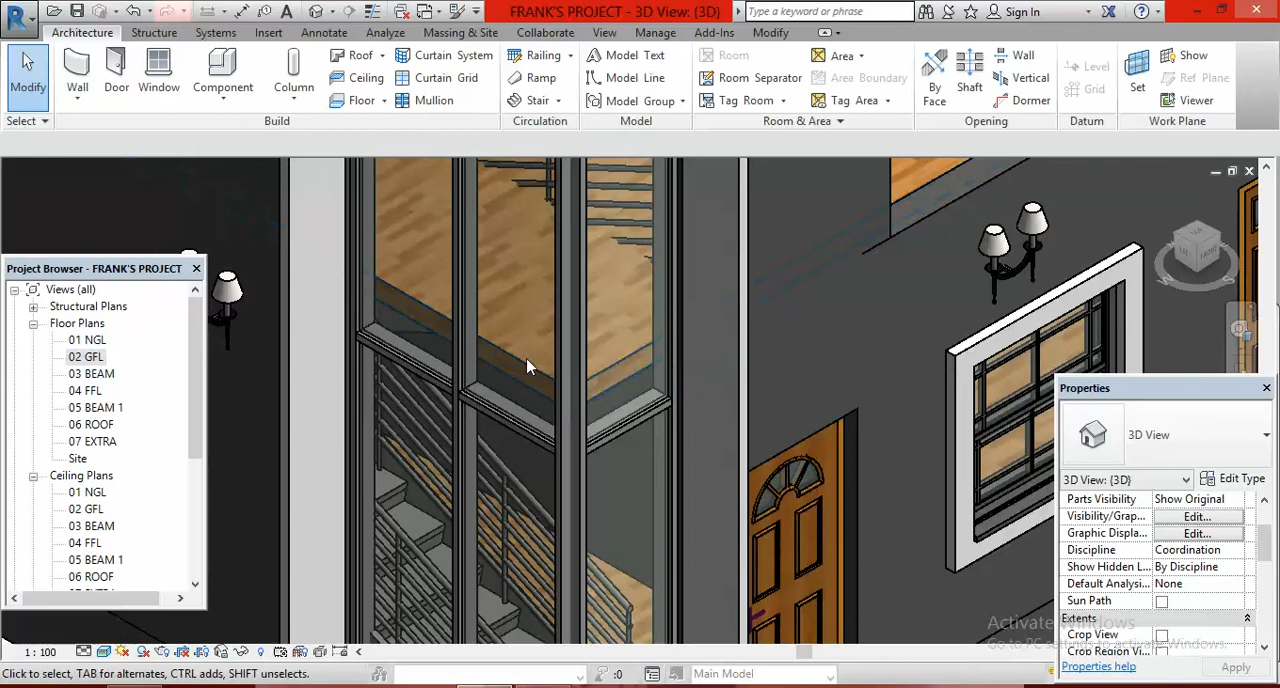 FRANK'S PROJECT - 3D View: {3D}
Type a keyword or phrase
Sign In
Architecture Structure Systems Insert Annotate Analyze Massing & Site Collaborate View Manage Add-Ins Modify
Modify
Wall
Door
Window
Component
Column
Roof
Ceiling
Floor
Curtain System
Curtain Grid
Mullion
Railing
Ramp
Stair
Model Text
Model Line
Model Group
Room
Room Separator
Tag Room
Area
Area Boundary
Tag Area
By Face
Shaft
Wall
Vertical
Dormer
Level
Grid
Set
Show
Ref Plane
Viewer
Select Build Circulation Model Room & Area Opening Datum Work Plane
Project Browser - FRANK'S PROJECT
Views (all)
Structural Plans
Floor Plans
01 NGL
02 GFL
03 BEAM
04 FFL
05 BEAM 1
06 ROOF
07 EXTRA
Site
Ceiling Plans
01 NGL
02 GFL
03 BEAM
04 FFL
05 BEAM 1
06 ROOF
Properties
3D View
3D View: {3D} Edit Type
Parts Visibility Show Original
Visibility/Grap... Edit...
Graphic Displa... Edit...
Discipline Coordination
Show Hidden L... By Discipline
Default Analysi... None
Sun Path
Extents
Crop View
Crop Region Vi...
Properties help Apply
Activate Windows
Go to PC settings to activate Windows.
1 : 100
Click to select, TAB for alternates, CTRL adds, SHIFT unselects.
:0
Main Model